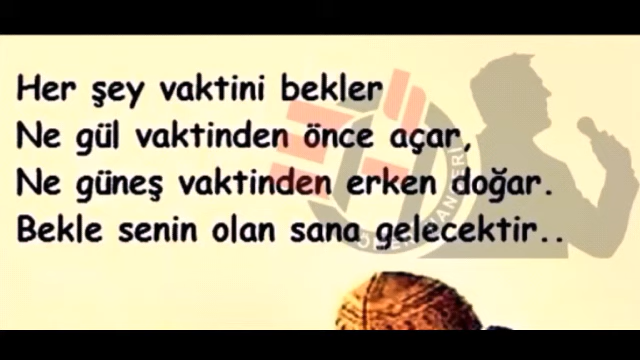 Her şey vaktini bekler
Ne gül vaktinden önce açar,
Ne güneş vaktinden erken doğar.
Bekle senin olan sana gelecektir..